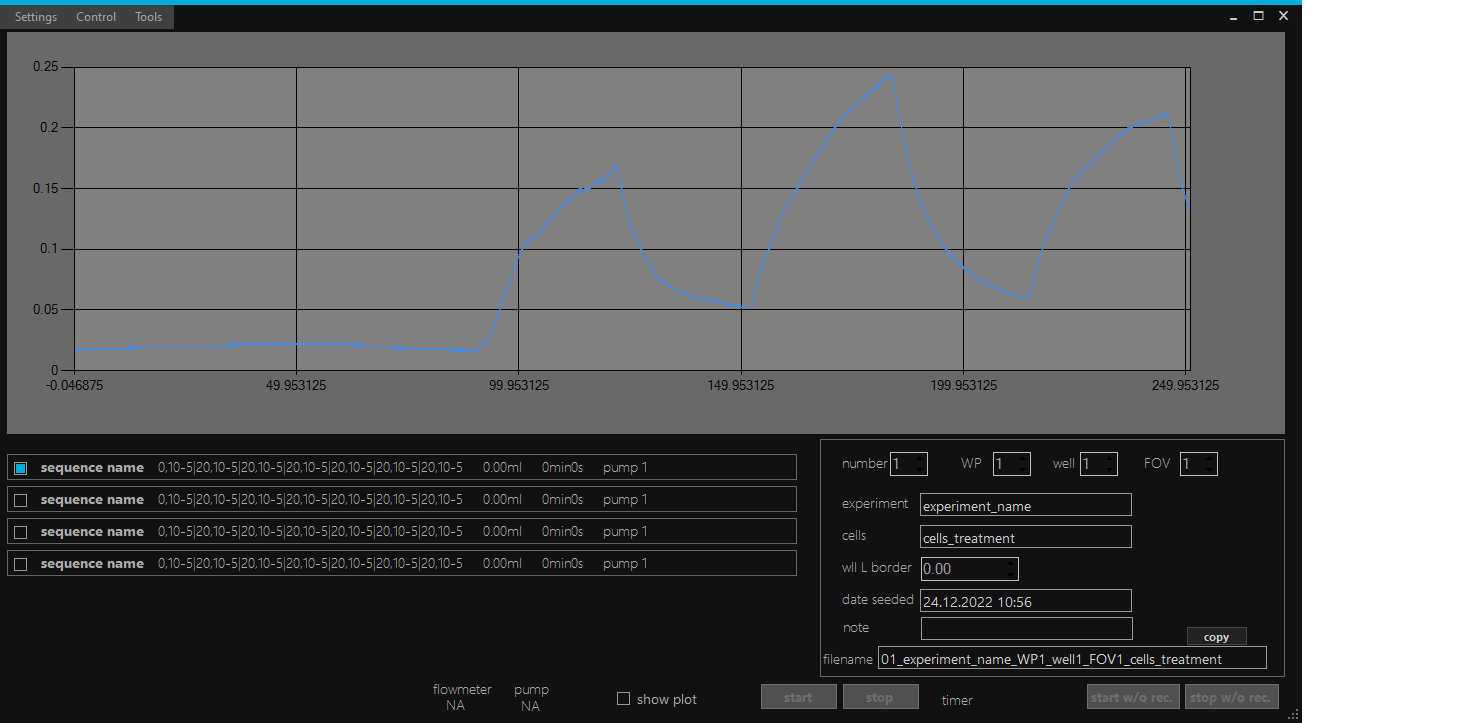 Settings Control Tools
0.25
0.2
0.15
0.1
0.05
0
-0.046875 49.953125 99.953125 149.953125 199.953125 249.953125
sequence name 0,10-5|20,10-5|20,10-5|20,10-5|20,10-5|20,10-5|20,10-5 0.00ml 0min0s pump 1
sequence name 0,10-5|20,10-5|20,10-5|20,10-5|20,10-5|20,10-5|20,10-5 0.00ml 0min0s pump 1
sequence name 0,10-5|20,10-5|20,10-5|20,10-5|20,10-5|20,10-5|20,10-5 0.00ml 0min0s pump 1
sequence name 0,10-5|20,10-5|20,10-5|20,10-5|20,10-5|20,10-5|20,10-5 0.00ml 0min0s pump 1
number 1 WP 1 well 1 FOV 1
experiment experiment_name
cells cells_treatment
wll L border 0.00
date seeded 24.12.2022 10:56
note
copy
filename 01_experiment_name_WP1_well1_FOV1_cells_treatment
flowmeter pump
NA NA
show plot start stop timer start w/o rec. stop w/o rec.